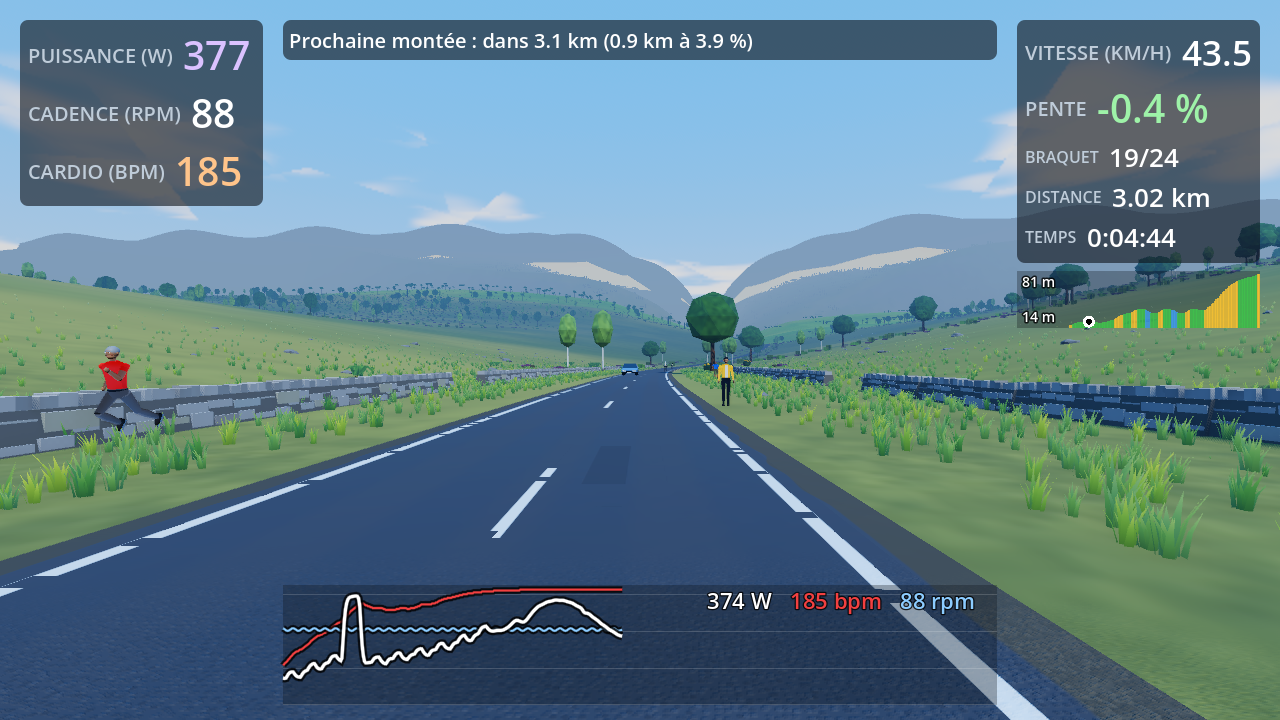 PUISSANCE (W) 377
CADENCE (RPM) 88
CARDIO (BPM) 185
Prochaine montée : dans 3.1 km (0.9 km à 3.9 %)
VITESSE (KM/H) 43.5
PENTE -0.4 %
BRAQUET 19/24
DISTANCE 3.02 km
TEMPS 0:04:44
81 m
14 m
374 W 185 bpm 88 rpm